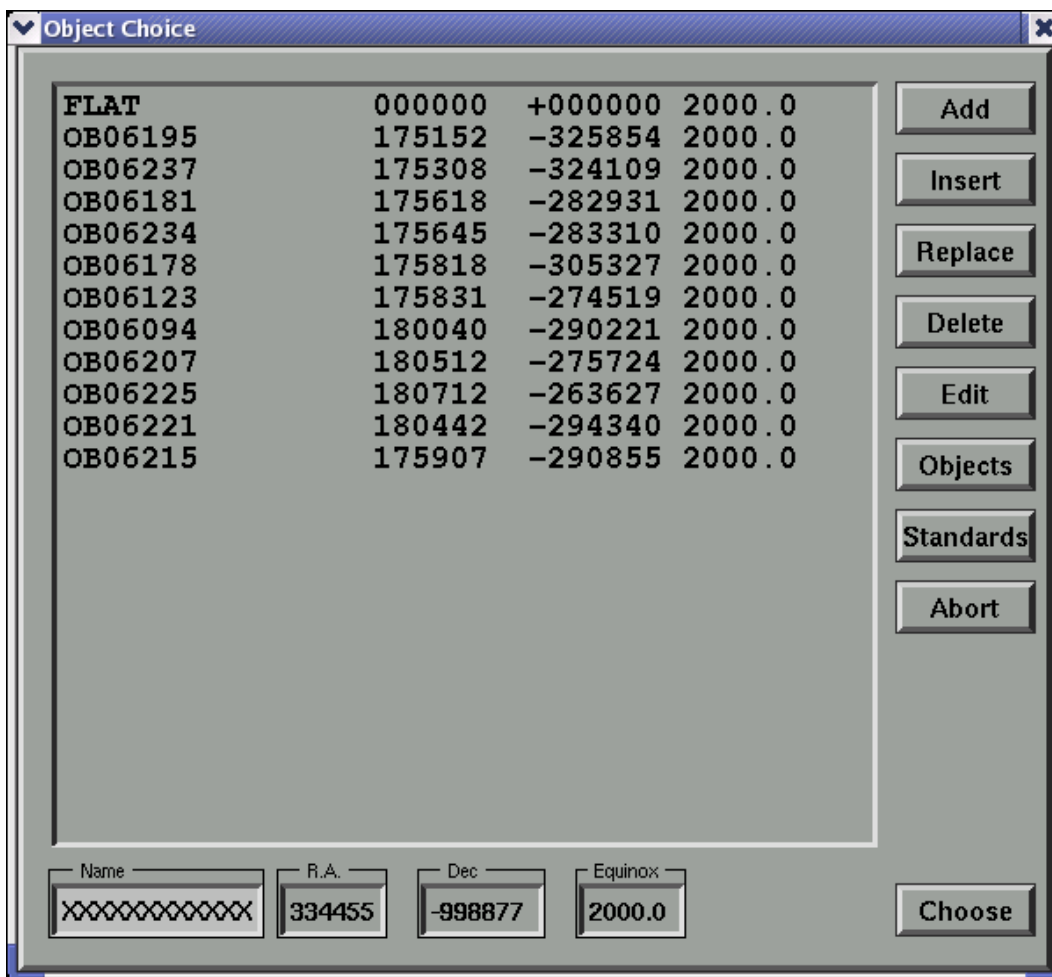 Object Choice
FLAT 000000 +000000 2000.0
OB06195 175152 -325854 2000.0
OB06237 175308 -324109 2000.0
OB06181 175618 -282931 2000.0
OB06234 175645 -283310 2000.0
OB06178 175818 -305327 2000.0
OB06123 175831 -274519 2000.0
OB06094 180040 -290221 2000.0
OB06207 180512 -275724 2000.0
OB06225 180712 -263627 2000.0
OB06221 180442 -294340 2000.0
OB06215 175907 -290855 2000.0
Add
Insert
Replace
Delete
Edit
Objects
Standards
Abort
Name R.A. Dec Equinox
XXXXXXXXXXXX 334455 -998877 2000.0
Choose